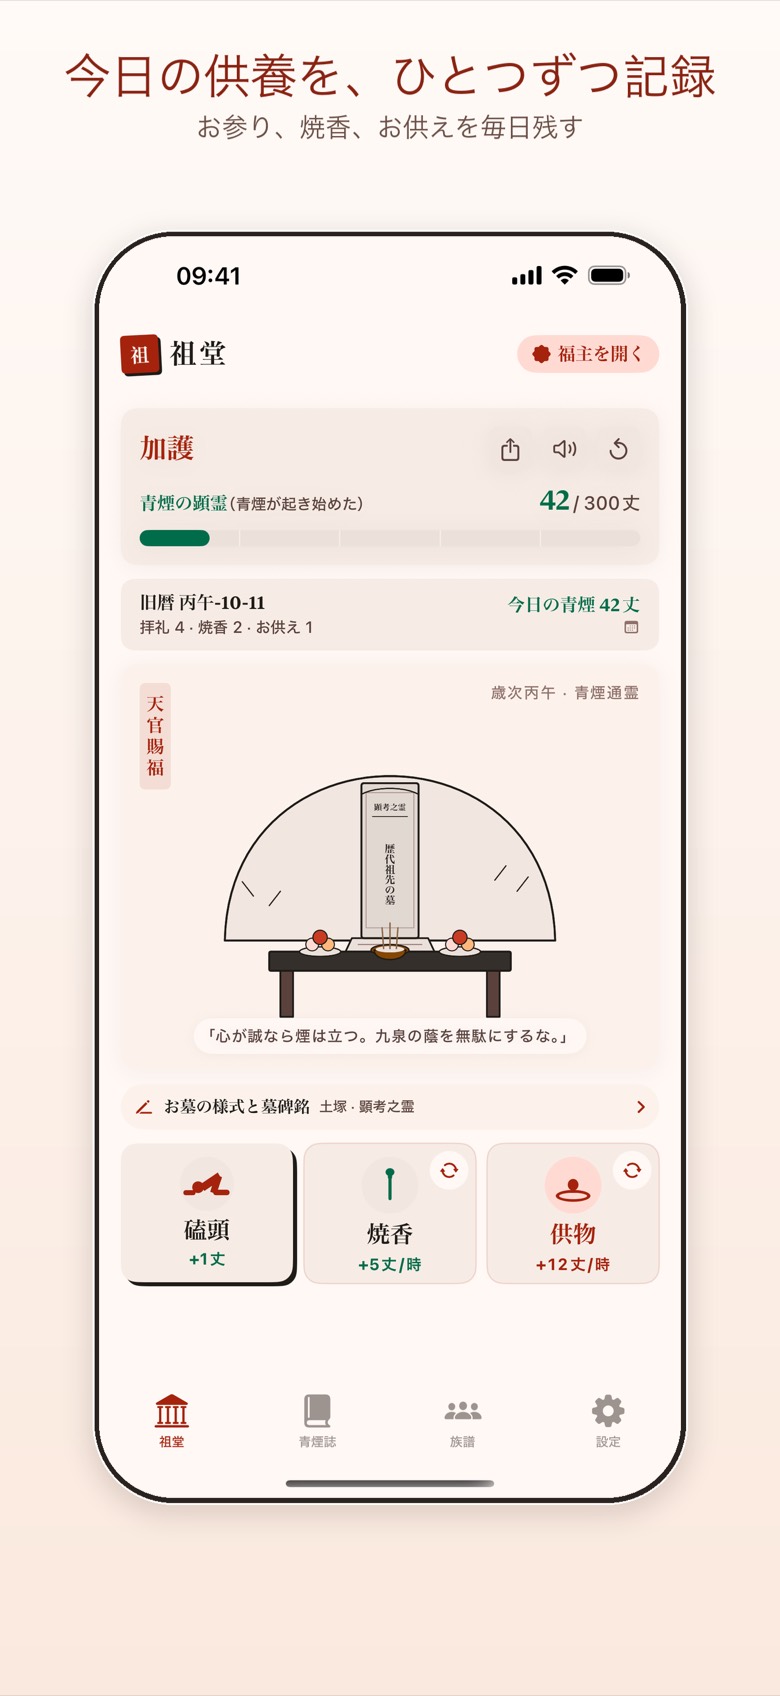 今日の供養を、ひとつずつ記録
お参り、焼香、お供えを毎日残す
09:41
祖
祖堂
福主を開く
加護
青煙の顕霊(青煙が起き始めた)
42/300丈
旧暦 丙午-10-11
今日の青煙 42丈
拝礼 4 · 焼香 2 · お供え 1
歳次丙午 · 青煙通霊
天官賜福
顕考之霊
歴代祖先の墓
「心が誠なら煙は立つ。九泉の蔭を無駄にするな。」
お墓の様式と墓碑銘 土塚 · 顕考之霊
磕頭
+1丈
焼香
+5丈/時
供物
+12丈/時
祖堂
青煙誌
族譜
設定